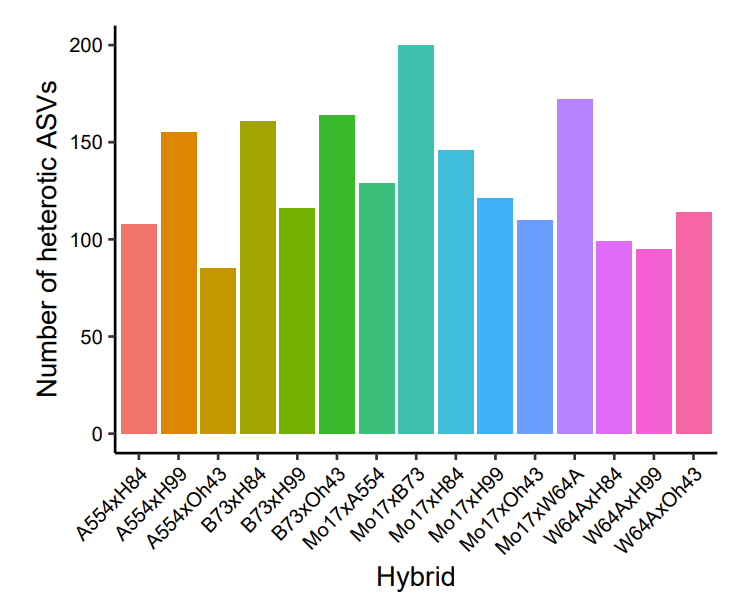 Number of heterotic ASVs
200
150
100
50
0
A554xH84
A554xH99
A554xOh43
B73xH84
B73xH99
B73xOh43
Mo17xA554
Mo17xB73
Mo17xH84
Mo17xH99
Mo17xOh43
Mo17xW64A
W64AxH84
W64AxH99
W64AxOh43
Hybrid